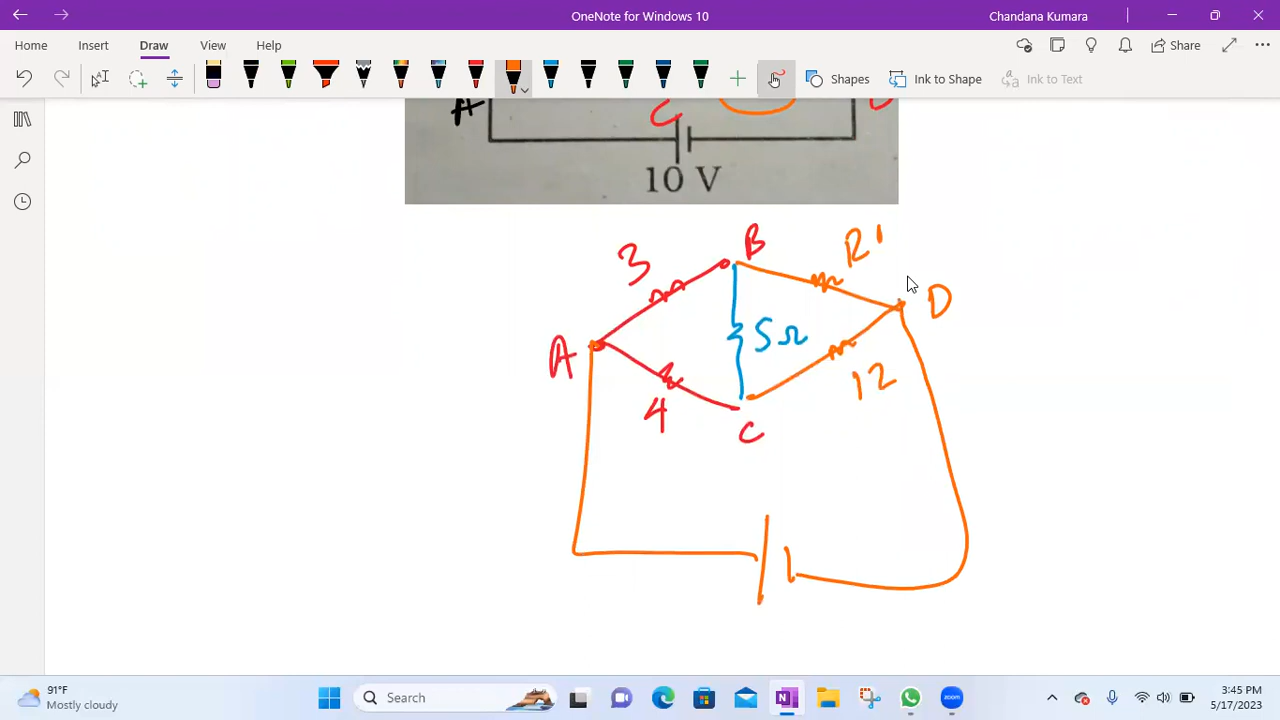 OneNote for Windows 10
Chandana Kumara
Home
Insert
Draw
View
Help
Share
Shapes
Ink to Shape
Ink to Text
A
C
10 V
3
B
R'
D
A
5Ω
4
12
C
91°F
Mostly cloudy
Search
zoom
3:45 PM
5/17/2023